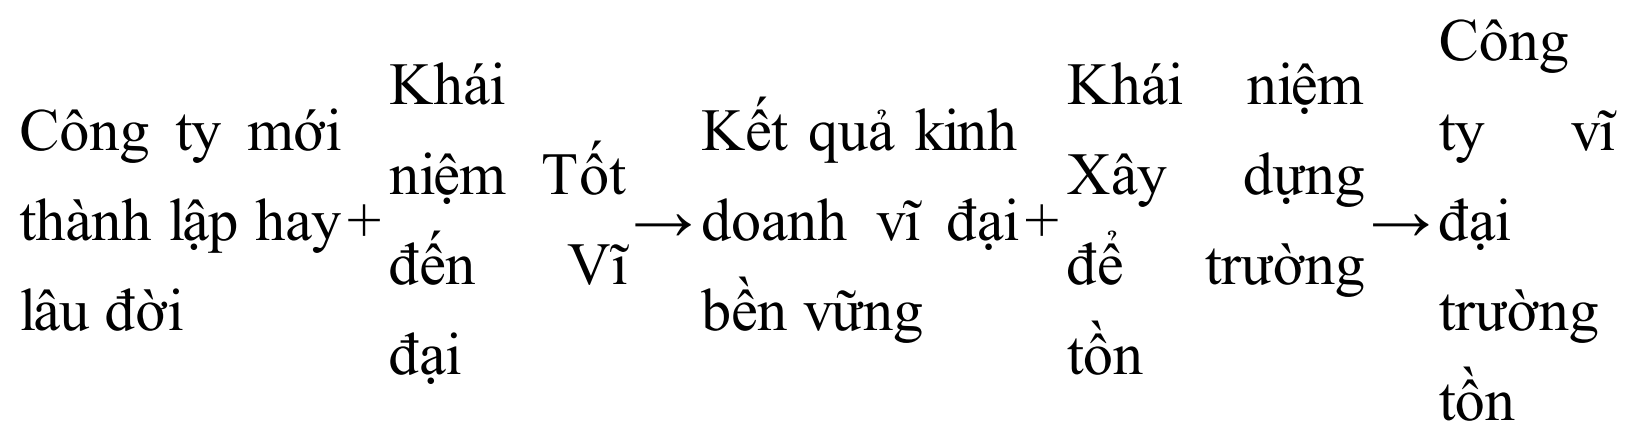 Công ty mới
thành lập hay
lâu đời
+
Khái
niệm Tốt
đến Vĩ
đại
→
Kết quả kinh
doanh vĩ đại
bền vững
+
Khái niệm
Xây dựng
để trường
tồn
→
Công
ty vĩ
đại
trường
tồn